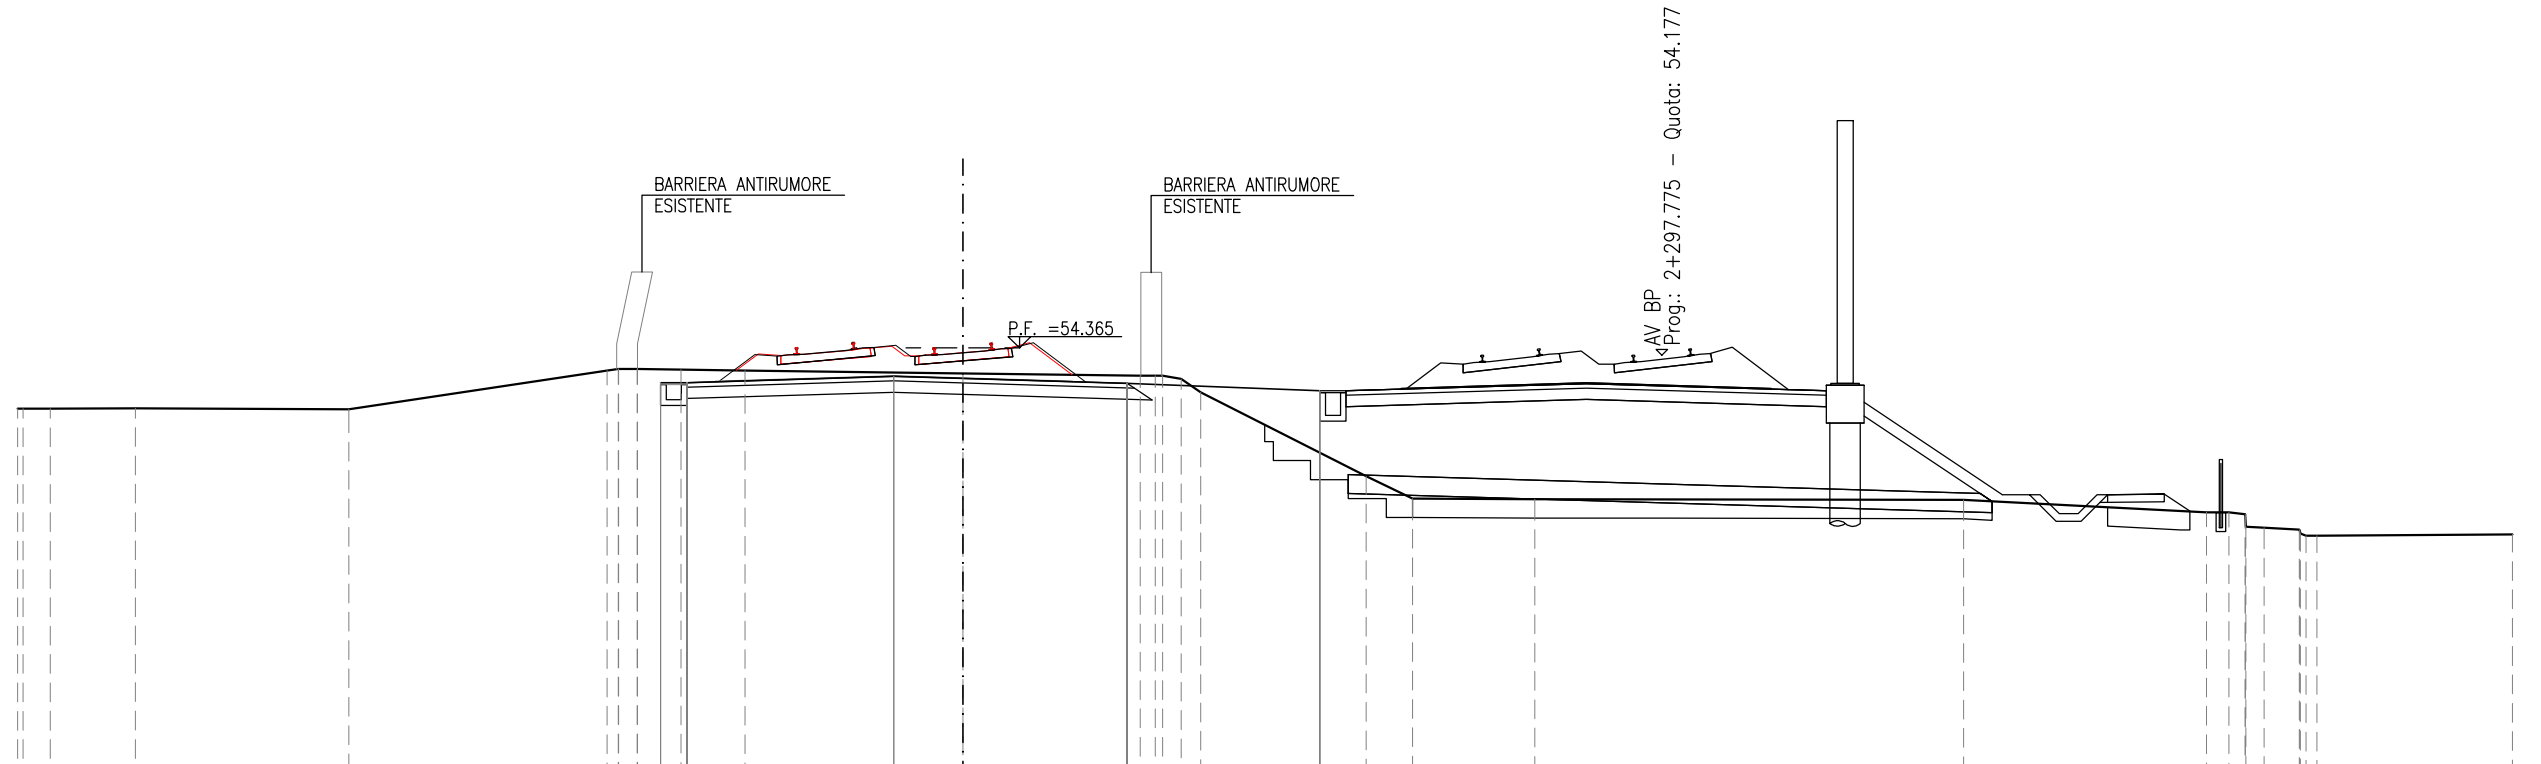 BARRIERA ANTIRUMORE
ESISTENTE
BARRIERA ANTIRUMORE
ESISTENTE
P.F. =54.365
AV BP
Prog.: 2+297.775 - Quota: 54.177